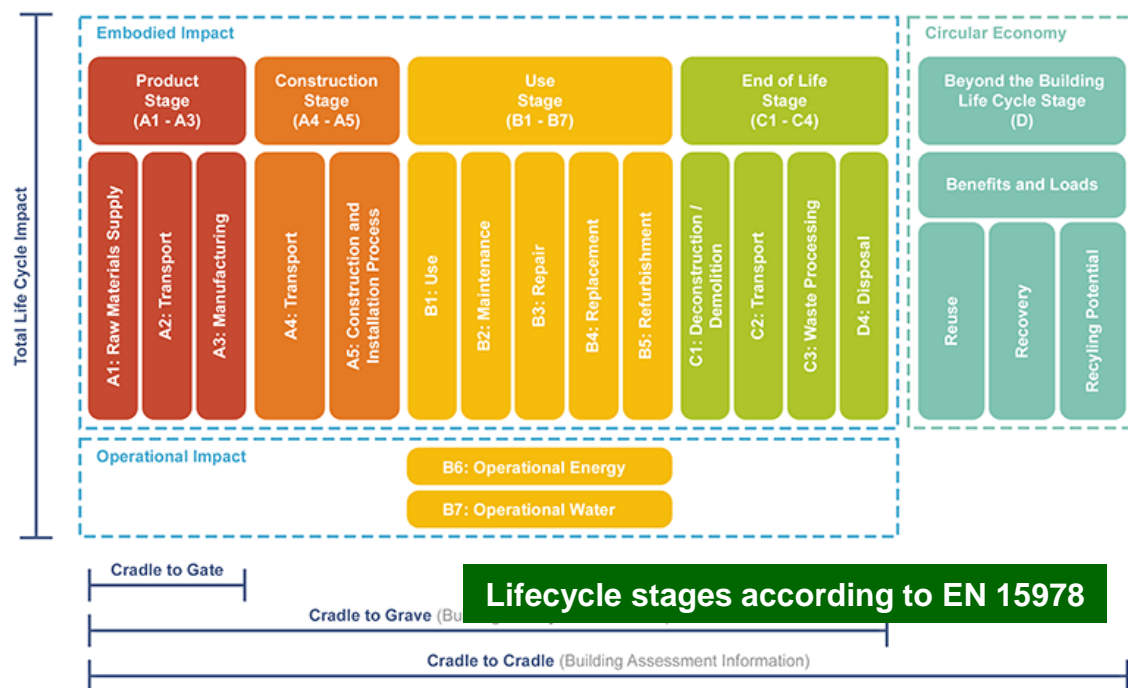 Total Life Cycle Impact
Embodied Impact
Circular Economy
Product
Stage
(A1 - A3)
Construction
Stage
(A4 - A5)
Use
Stage
(B1 - B7)
End of Life
Stage
(C1 - C4)
Beyond the Building
Life Cycle Stage
(D)
A1: Raw Materials Supply
A2: Transport
A3: Manufacturing
A4: Transport
A5: Construction and
Installation Process
B1: Use
B2: Maintenance
B3: Repair
B4: Replacement
B5: Refurbishment
C1: Deconstruction /
Demolition
C2: Transport
C3: Waste Processing
D4: Disposal
Benefits and Loads
Reuse
Recovery
Recyling Potential
Operational Impact
B6: Operational Energy
B7: Operational Water
Cradle to Gate
Lifecycle stages according to EN 15978
Cradle to Grave
Cradle to Cradle (Building Assessment Information)